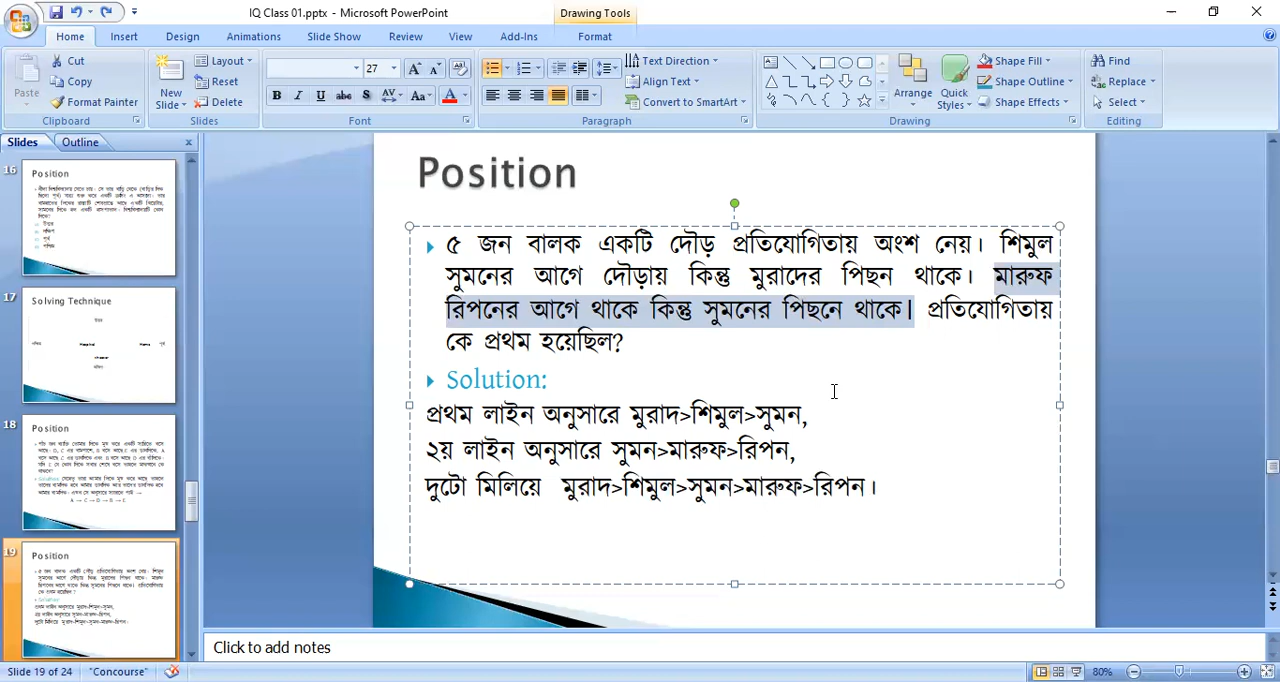 IQ Class 01.pptx - Microsoft PowerPoint
Drawing Tools
Home Insert Design Animations Slide Show Review View Add-Ins Format
Paste
Cut
Copy
Format Painter
Clipboard
New Slide
Layout
Reset
Delete
Slides
27
Font
Text Direction
Align Text
Convert to SmartArt
Paragraph
Arrange
Quick Styles
Shape Fill
Shape Outline
Shape Effects
Drawing
Find
Replace
Select
Editing
Slides Outline
16
Position
17
Solving Technique
Hospital
Home
18
Position
19
Position
Position
৫ জন বালক একটি দৌড় প্রতিযোগিতায় অংশ নেয়। শিমুল
সুমনের আগে দৌড়ায় কিন্তু মুরাদের পিছন থাকে। মারুফ
রিপনের আগে থাকে কিন্তু সুমনের পিছনে থাকে। প্রতিযোগিতায়
কে প্রথম হয়েছিল?
Solution:
প্রথম লাইন অনুসারে মুরাদ>শিমুল>সুমন,
২য় লাইন অনুসারে সুমন>মারুফ>রিপন,
দুটো মিলিয়ে মুরাদ>শিমুল>সুমন>মারুফ>রিপন।
Click to add notes
Slide 19 of 24 "Concourse" 80%